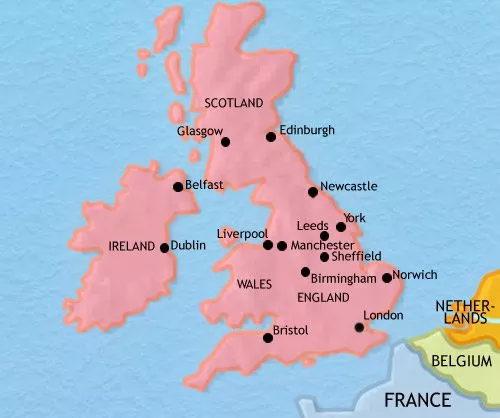 SCOTLAND
Glasgow
Edinburgh
Belfast
Newcastle
York
Leeds
Liverpool
IRELAND
Dublin
Manchester
Sheffield
Birmingham
Norwich
WALES
ENGLAND
NETHER-
LANDS
London
Bristol
BELGIUM
FRANCE